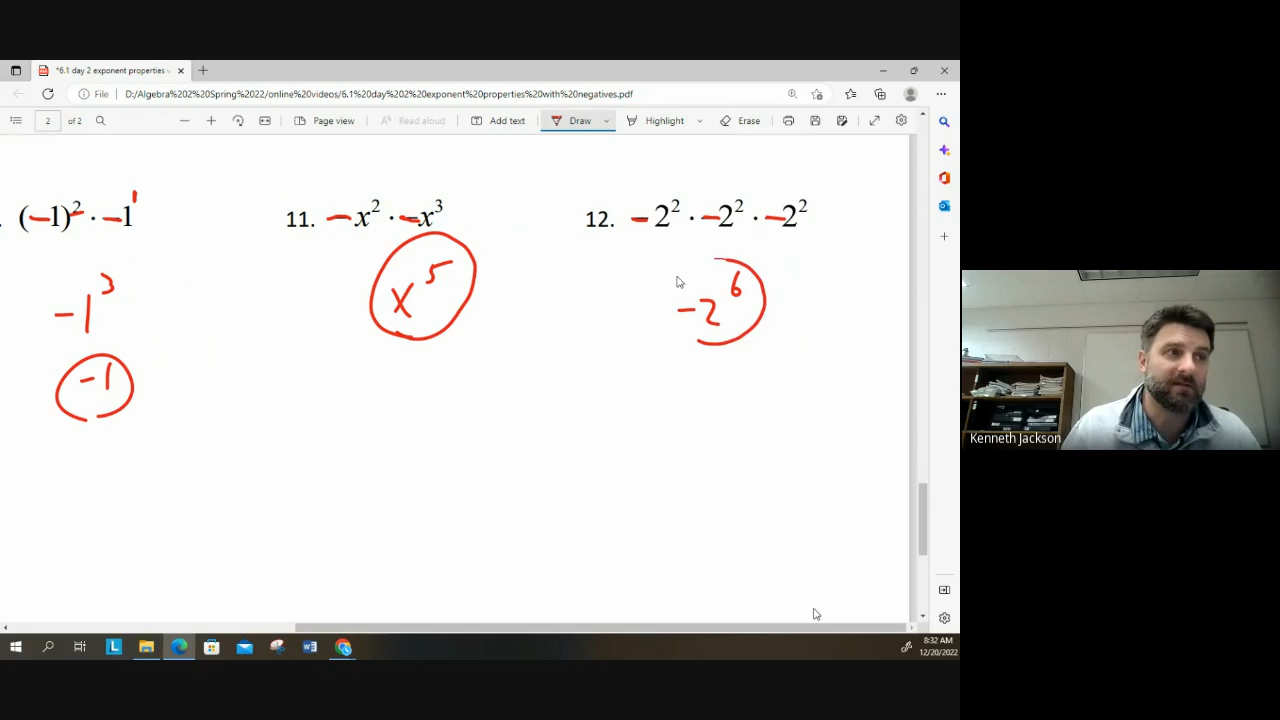 *6.1 day 2 exponent properties w
File
D:/Algebra%202%20Spring%2022/online%20videos/6.1%20day%202%20exponent%20properties%20with%20negatives.pdf
2 of 2
Page view
Read aloud
Add text
Draw
Highlight
Erase
. (−1)² · −1¹
11. −x² · −x³
12. −2² · −2² · −2²
-1³
x⁵
-2⁶
-1
Kenneth Jackson
8:32 AM
12/20/2022